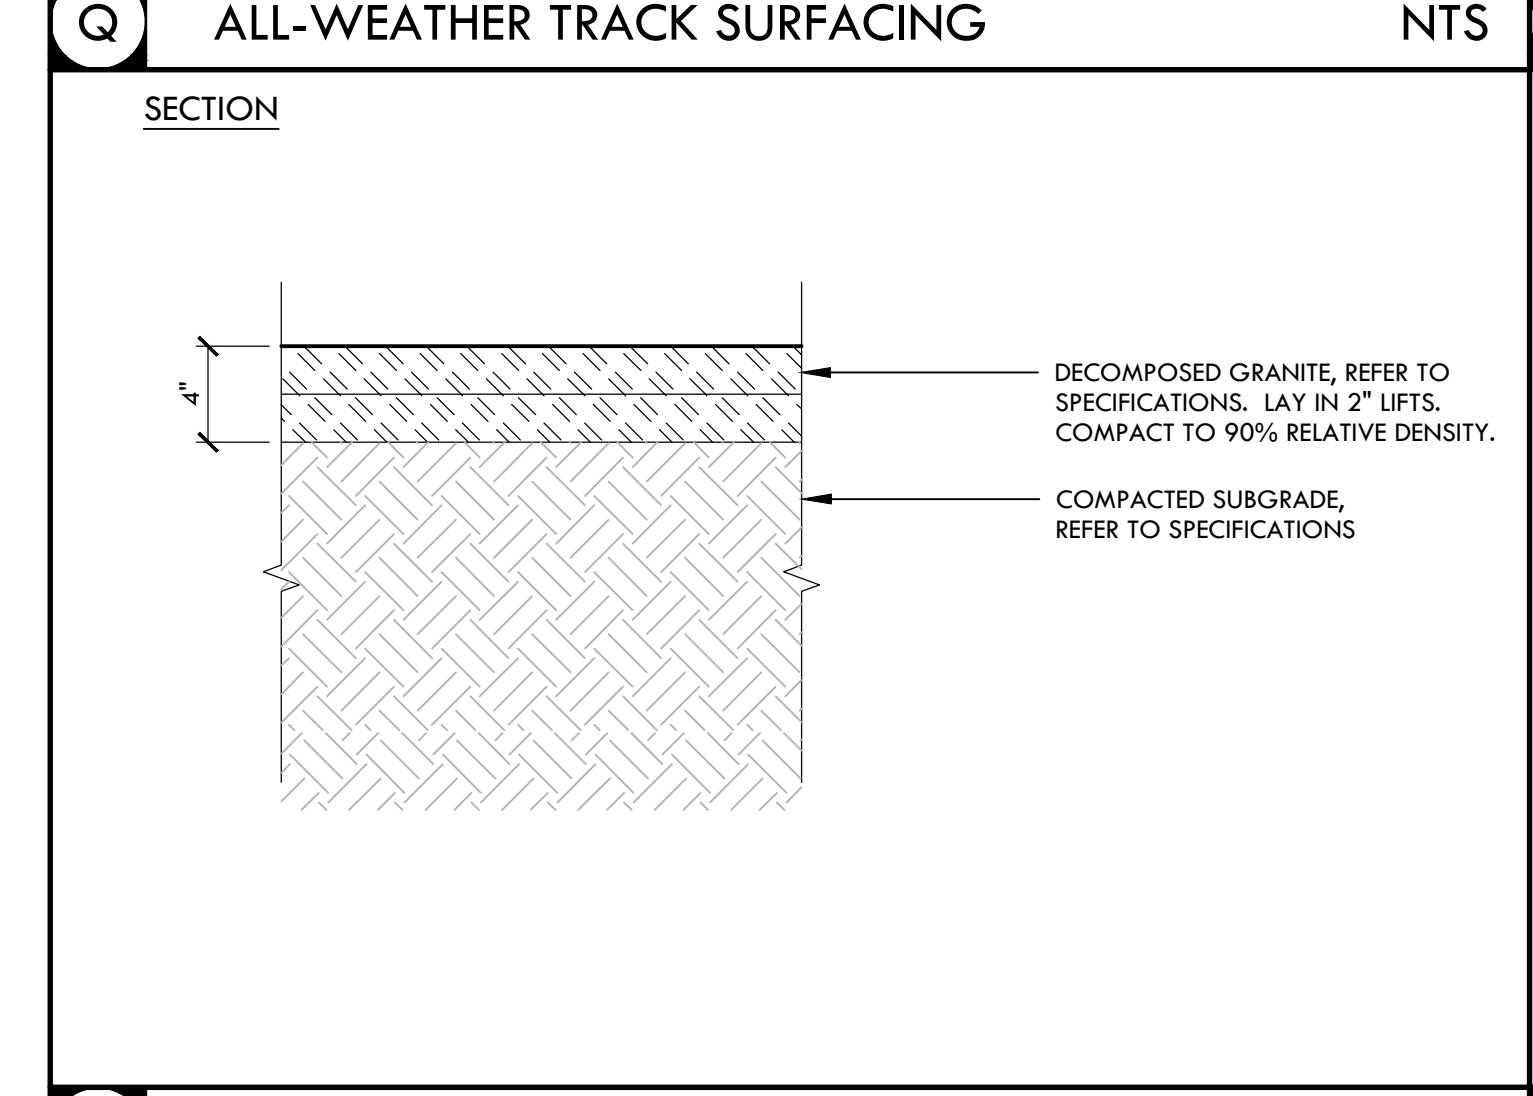 Q ALL-WEATHER TRACK SURFACING NTS
SECTION
4"
DECOMPOSED GRANITE, REFER TO
SPECIFICATIONS. LAY IN 2" LIFTS.
COMPACT TO 90% RELATIVE DENSITY.
COMPACTED SUBGRADE,
REFER TO SPECIFICATIONS